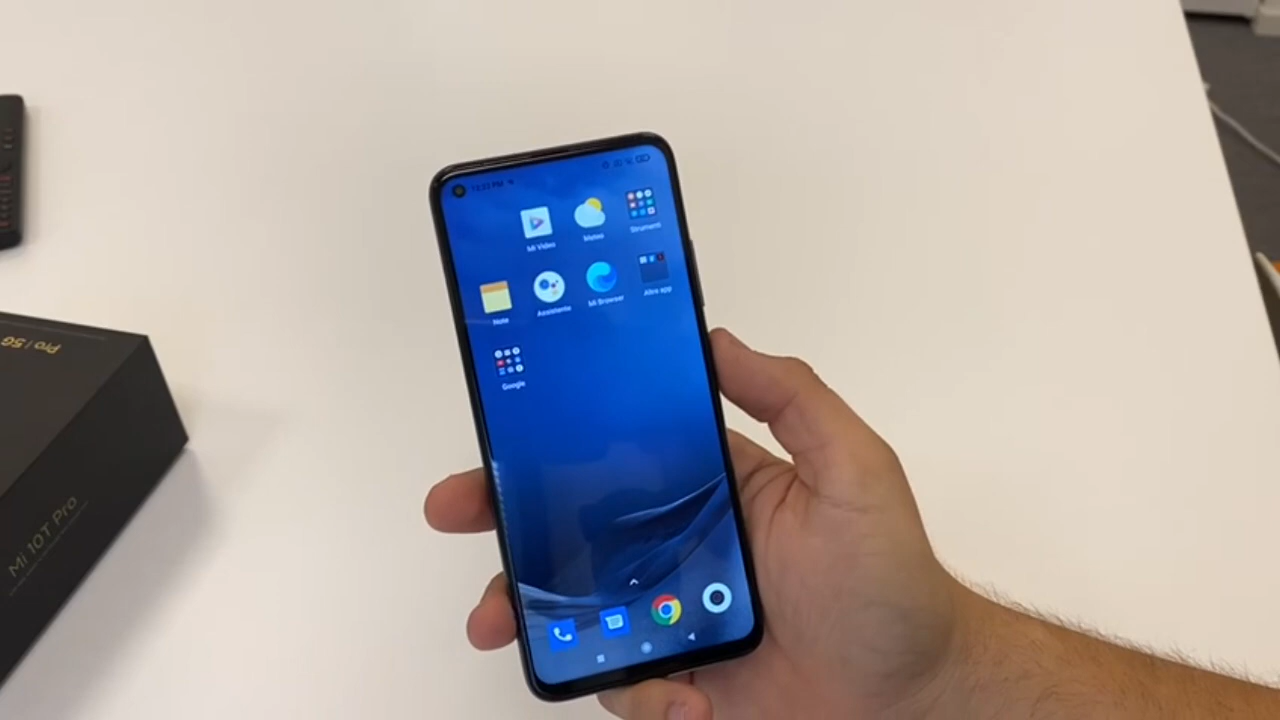 Mi Video
Meteo
Strumenti
Note
Assistente
Mi Browser
Altre app
Google
Pro / 5G
Mi 10T Pro